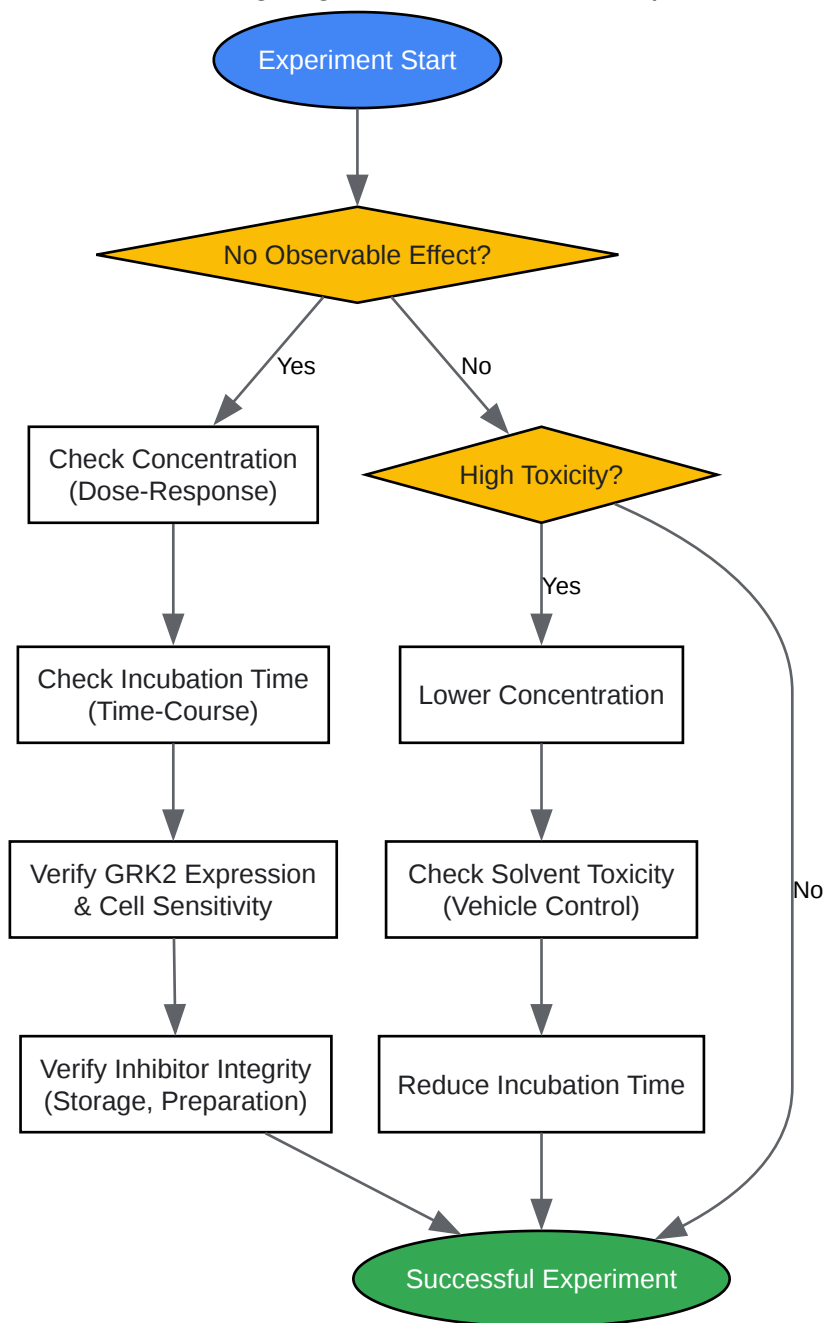 Experiment Start
No Observable Effect?
Yes
No
Check Concentration
(Dose-Response)
High Toxicity?
Yes
Check Incubation Time
(Time-Course)
Lower Concentration
Verify GRK2 Expression
& Cell Sensitivity
Check Solvent Toxicity
(Vehicle Control)
No
Verify Inhibitor Integrity
(Storage, Preparation)
Reduce Incubation Time
Successful Experiment